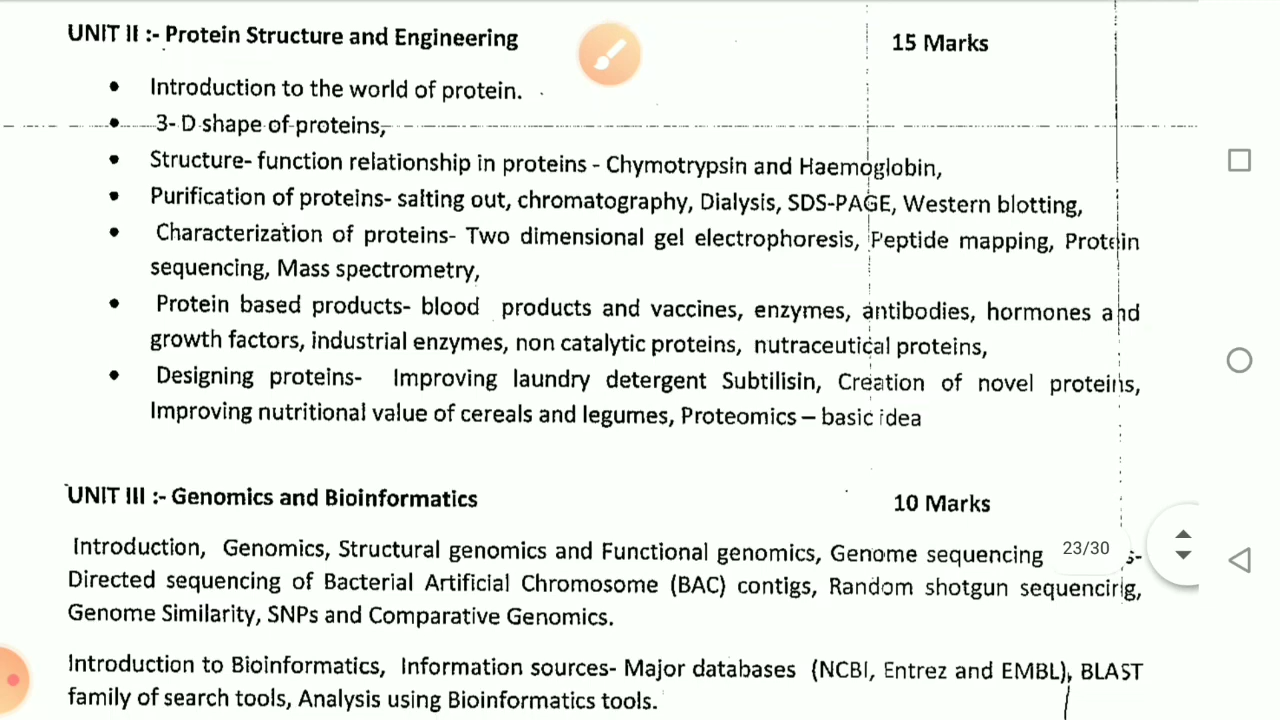 UNIT II :- Protein Structure and Engineering 15 Marks
• Introduction to the world of protein.
• 3- D shape of proteins,
• Structure- function relationship in proteins - Chymotrypsin and Haemoglobin,
• Purification of proteins- salting out, chromatography, Dialysis, SDS-PAGE, Western blotting,
• Characterization of proteins- Two dimensional gel electrophoresis, Peptide mapping, Protein
sequencing, Mass spectrometry,
• Protein based products- blood products and vaccines, enzymes, antibodies, hormones and
growth factors, industrial enzymes, non catalytic proteins, nutraceutical proteins,
• Designing proteins- Improving laundry detergent Subtilisin, Creation of novel proteins,
Improving nutritional value of cereals and legumes, Proteomics – basic idea
UNIT III :- Genomics and Bioinformatics 10 Marks
Introduction, Genomics, Structural genomics and Functional genomics, Genome sequencing 23/30 s-
Directed sequencing of Bacterial Artificial Chromosome (BAC) contigs, Random shotgun sequencing,
Genome Similarity, SNPs and Comparative Genomics.
Introduction to Bioinformatics, Information sources- Major databases (NCBI, Entrez and EMBL), BLAST
family of search tools, Analysis using Bioinformatics tools.